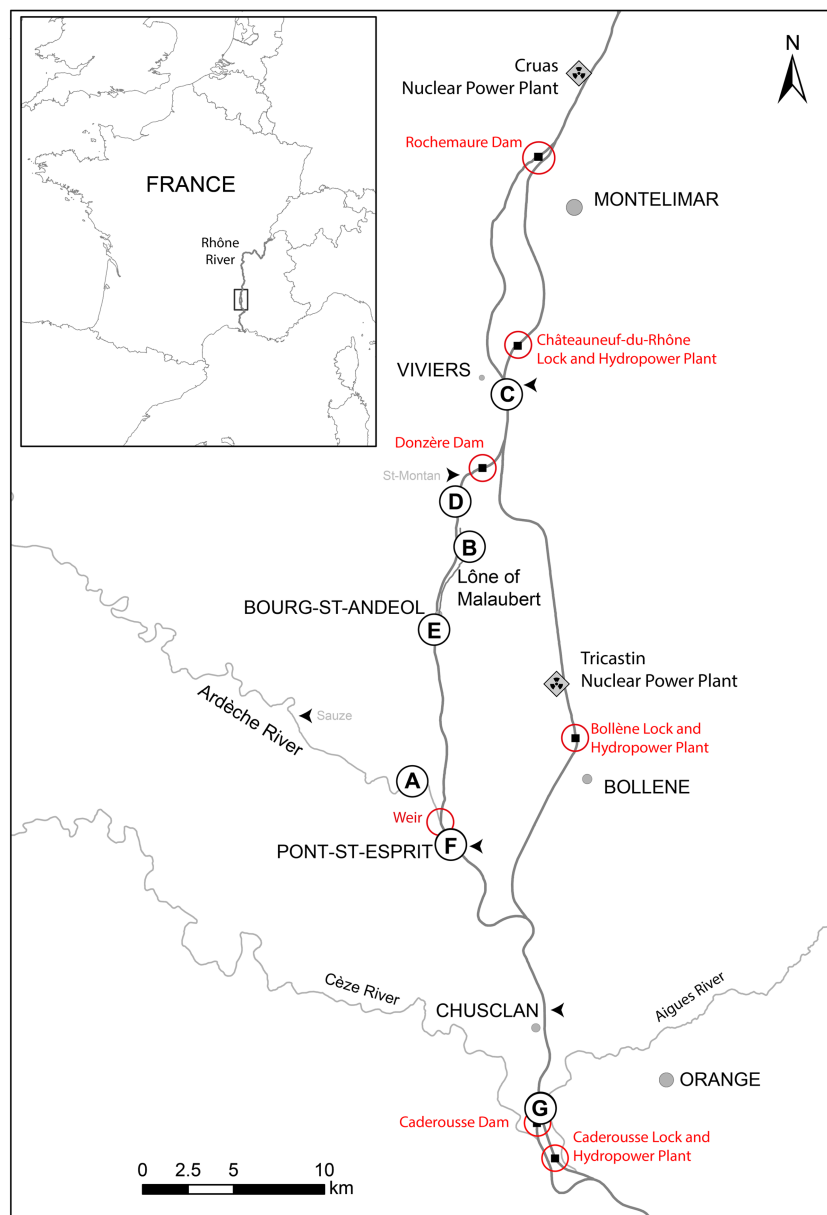 N
Cruas
Nuclear Power Plant
Rochemaure Dam
MONTELIMAR
FRANCE
Rhône
River
Châteauneuf-du-Rhône
Lock and Hydropower Plant
VIVIERS
C
Donzère Dam
St-Montan
D
B
Lône of
Malaubert
BOURG-ST-ANDEOL
E
Tricastin
Nuclear Power Plant
Ardèche River
Sauze
Bollène Lock and
Hydropower Plant
A
BOLLENE
Weir
PONT-ST-ESPRIT
F
Cèze River
Aigues River
CHUSCLAN
ORANGE
G
Caderousse Dam
Caderousse Lock and
Hydropower Plant
0 2.5 5 10
km